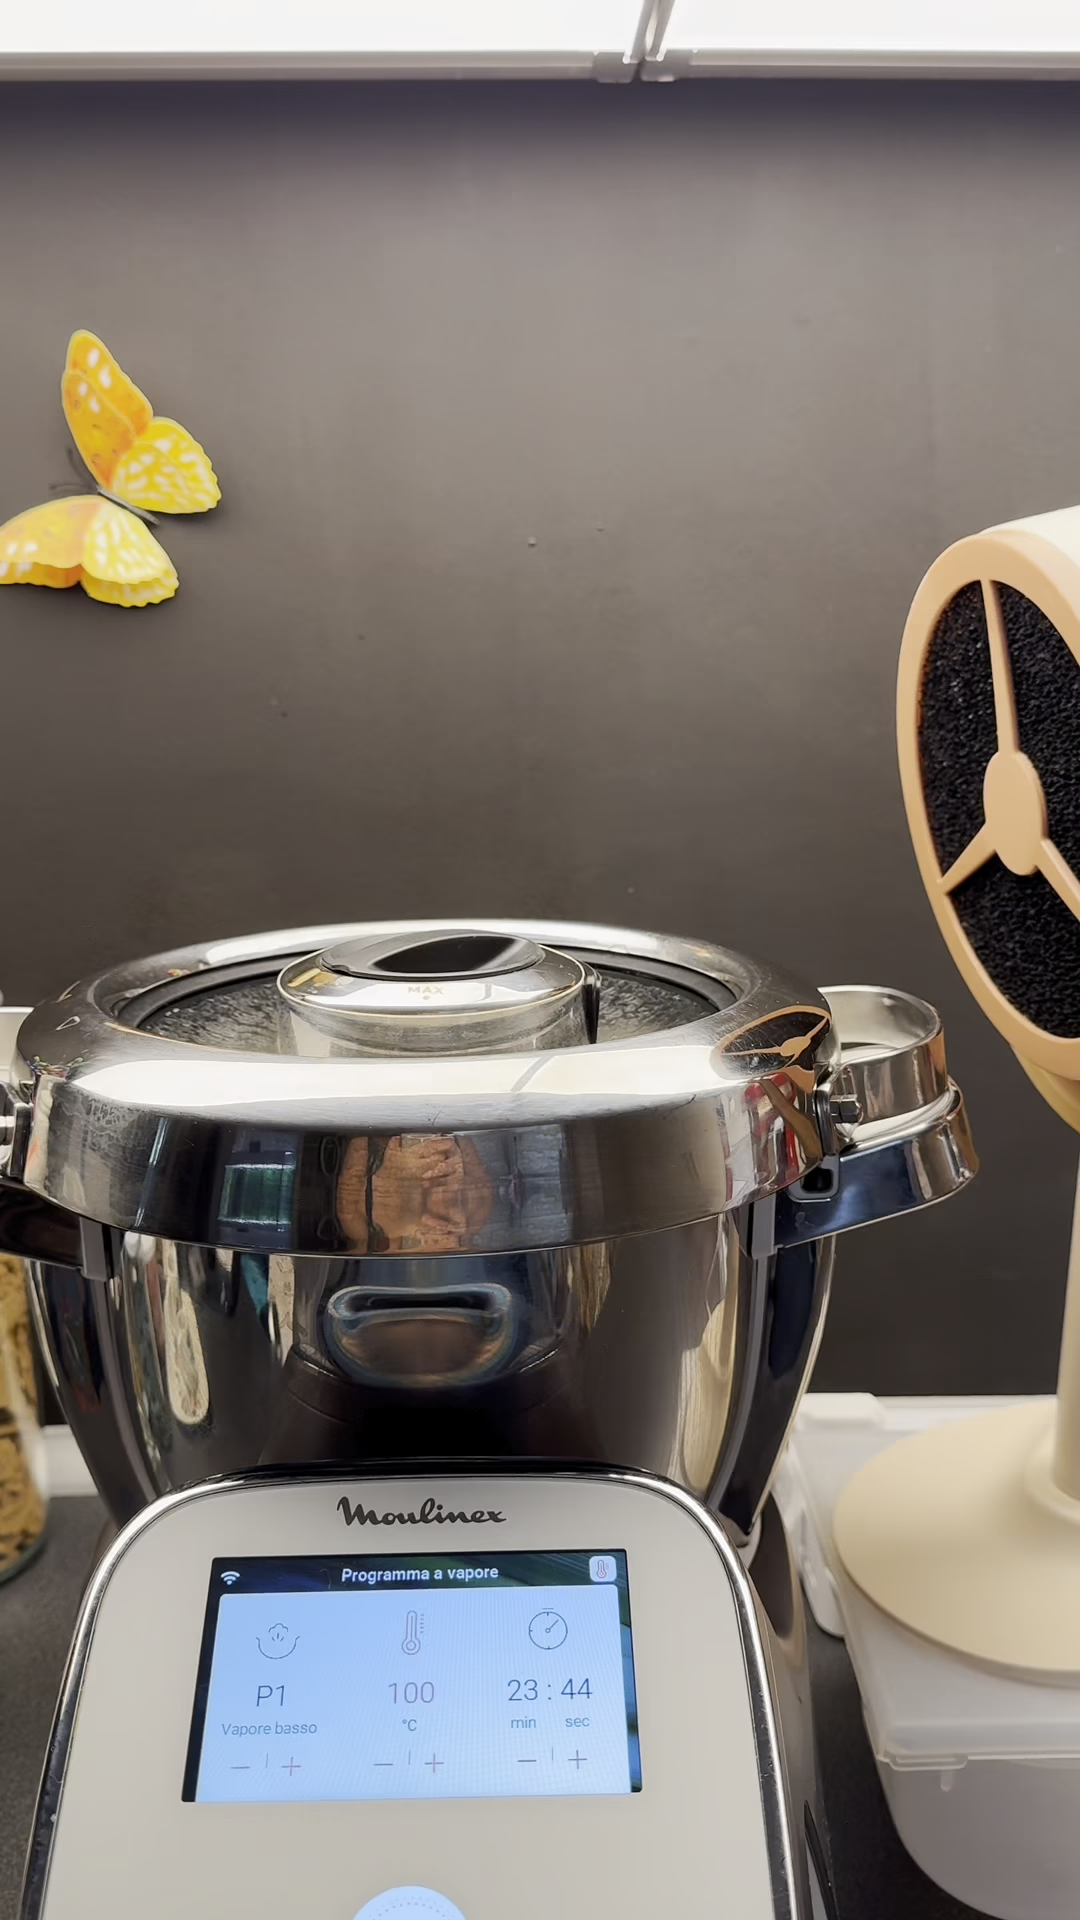 MAX
Moulinex
Programma a vapore
P1
100
23 : 44
Vapore basso
°C
min
sec